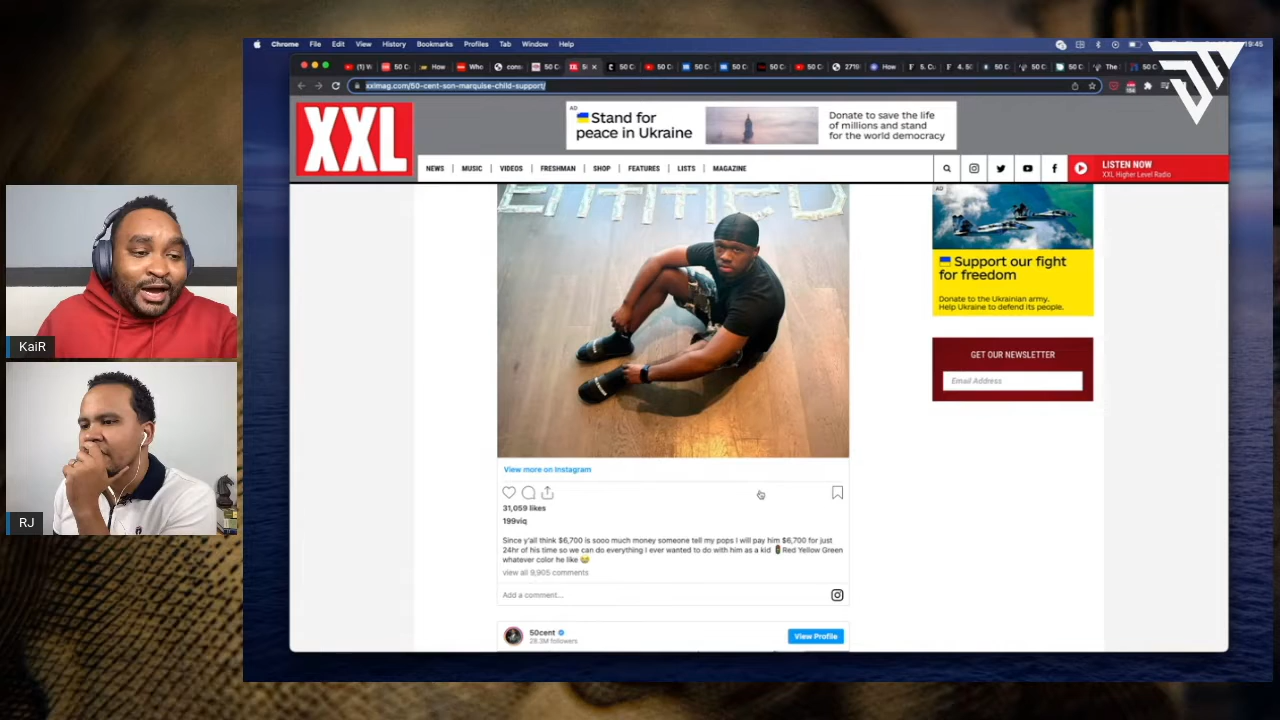 Chrome File Edit View History Bookmarks Profiles Tab Window Help
19:45
xxlmag.com/50-cent-son-marquise-child-support/
XXL
AD
Stand for
peace in Ukraine
Donate to save the life
of millions and stand
for the world democracy
NEWS | MUSIC | VIDEOS | FRESHMAN | SHOP | FEATURES | LISTS | MAGAZINE
LISTEN NOW
XXL Higher Level Radio
AD
Support our fight
for freedom
Donate to the Ukrainian army.
Help Ukraine to defend its people.
GET OUR NEWSLETTER
Email Address
KaiR
RJ
View more on Instagram
31,059 likes
199viq
Since y'all think $6,700 is sooo much money someone tell my pops I will pay him $6,700 for just
24hr of his time so we can do everything I ever wanted to do with him as a kid 🚦Red Yellow Green
whatever color he like 😂
view all 9,905 comments
Add a comment...
50cent
28.3M followers
View Profile